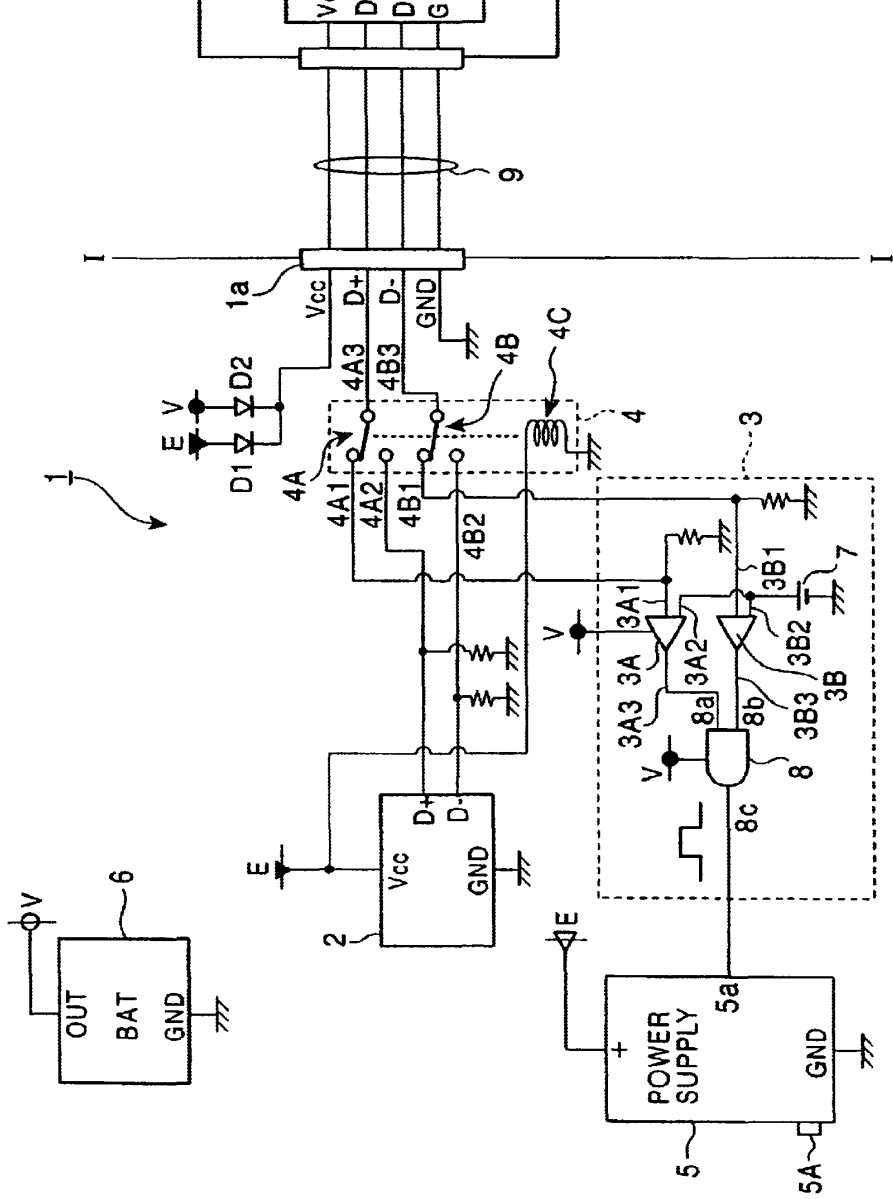 1
OUT
BAT
GND
V
6
E
Vcc
GND
D+
D-
2
E
V
D1
D2
1a
Vcc
D+
D-
GND
I
I
9
D
D
G
4A
4A1
4A2
4A3
4B
4B1
4B2
4B3
4C
4
3
V
3A
3A1
3A2
3A3
3B
3B1
3B2
3B3
7
V
8
8a
8b
8c
E
+
POWER
SUPPLY
5a
GND
5
5A